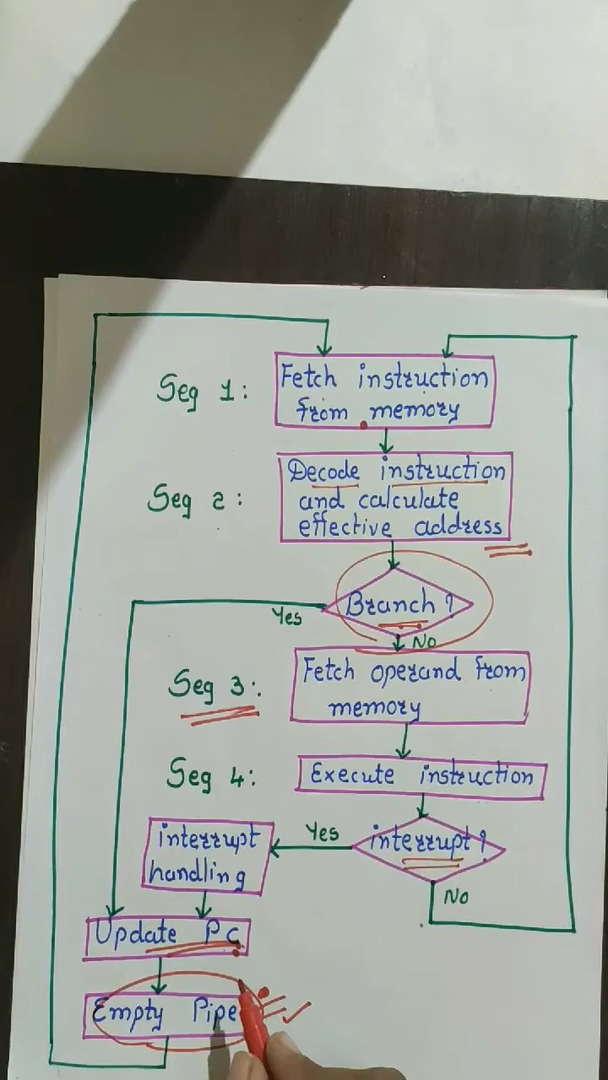 Seg 1:
Fetch instruction
from memory
Seg 2:
Decode instruction
and calculate
effective address
Branch?
Yes
No
Seg 3:
Fetch operand from
memory
Seg 4:
Execute instruction
interrupt?
Yes
No
interrupt
handling
Update PC
Empty Pipe